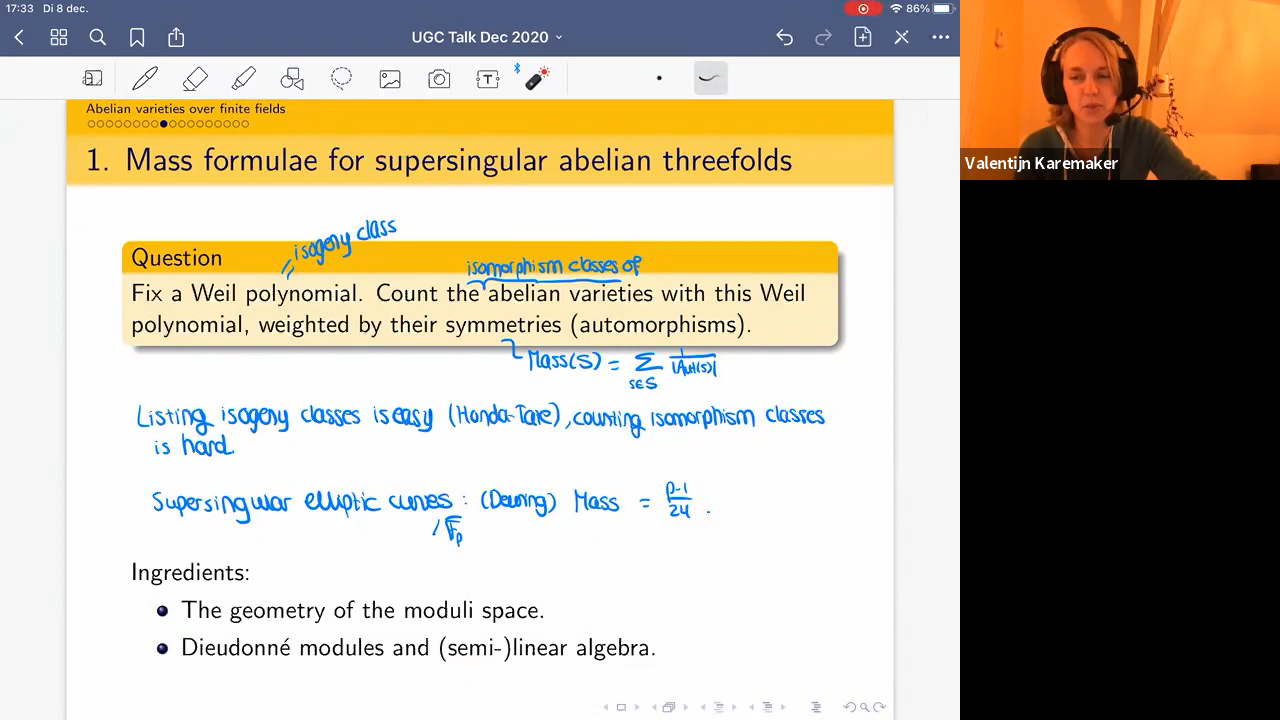 17:33 Di 8 dec.
86%
UGC Talk Dec 2020
T
Abelian varieties over finite fields
1. Mass formulae for supersingular abelian threefolds
isogeny class
Question
isomorphism classes of
Fix a Weil polynomial. Count the abelian varieties with this Weil
polynomial, weighted by their symmetries (automorphisms).
Mass(S) = Σ_{s∈S} 1/|Aut(s)|
Listing isogeny classes is easy (Honda-Tate), counting isomorphism classes
is hard.
Supersingular elliptic curves : (Deuring) Mass = p-1/24 .
/ F̅_p
Ingredients:
The geometry of the moduli space.
Dieudonné modules and (semi-)linear algebra.
Valentijn Karemaker